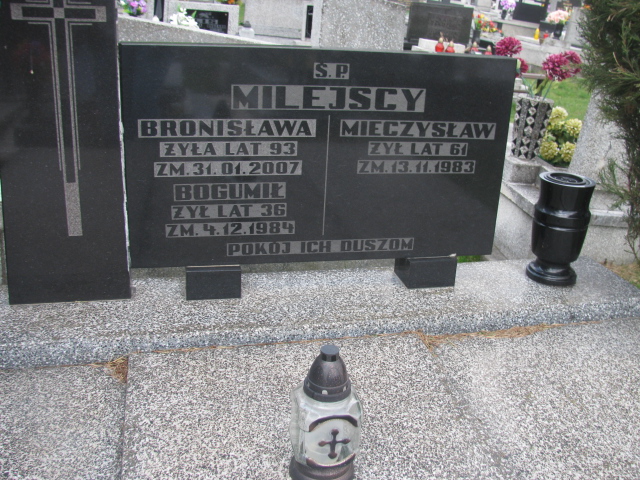 Ś.P.
MILEJSCY
BRONISŁAWA
ŻYŁA LAT 93
ZM. 31.01.2007
BOGUMIŁ
ŻYŁ LAT 36
ZM. 4.12.1984
MIECZYSŁAW
ŻYŁ LAT 61
ZM. 13.11.1983
POKÓJ ICH DUSZOM